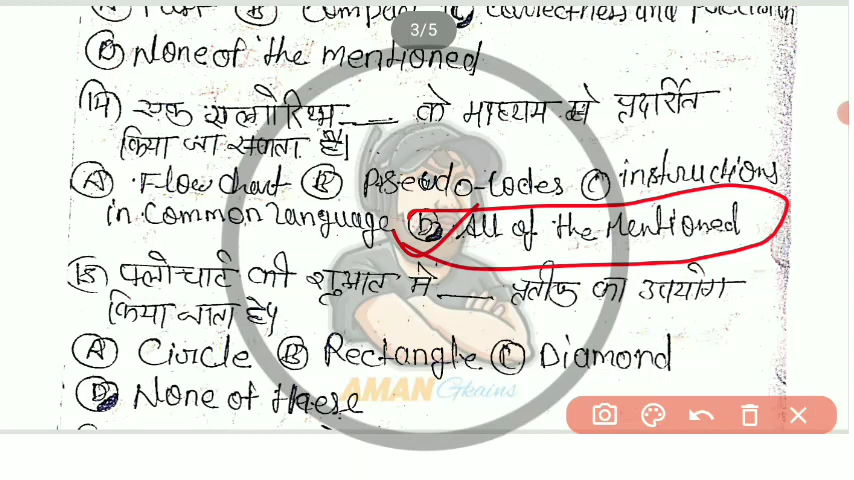 3/5
Ⓓ None of the mentioned
14) एक एल्गोरिथ्म ___ के माध्यम से प्रदर्शित
किया जा सकता है।
Ⓐ Flow chart Ⓑ Pseudo-Codes Ⓒ instructions
in Common language Ⓓ All of the Mentioned
15) फ्लोचार्ट की शुरुआत में ___ प्रतीक का उपयोग
किया जाता है।
Ⓐ Circle Ⓑ Rectangle Ⓒ Diamond
Ⓓ None of these
AMAN Gkains